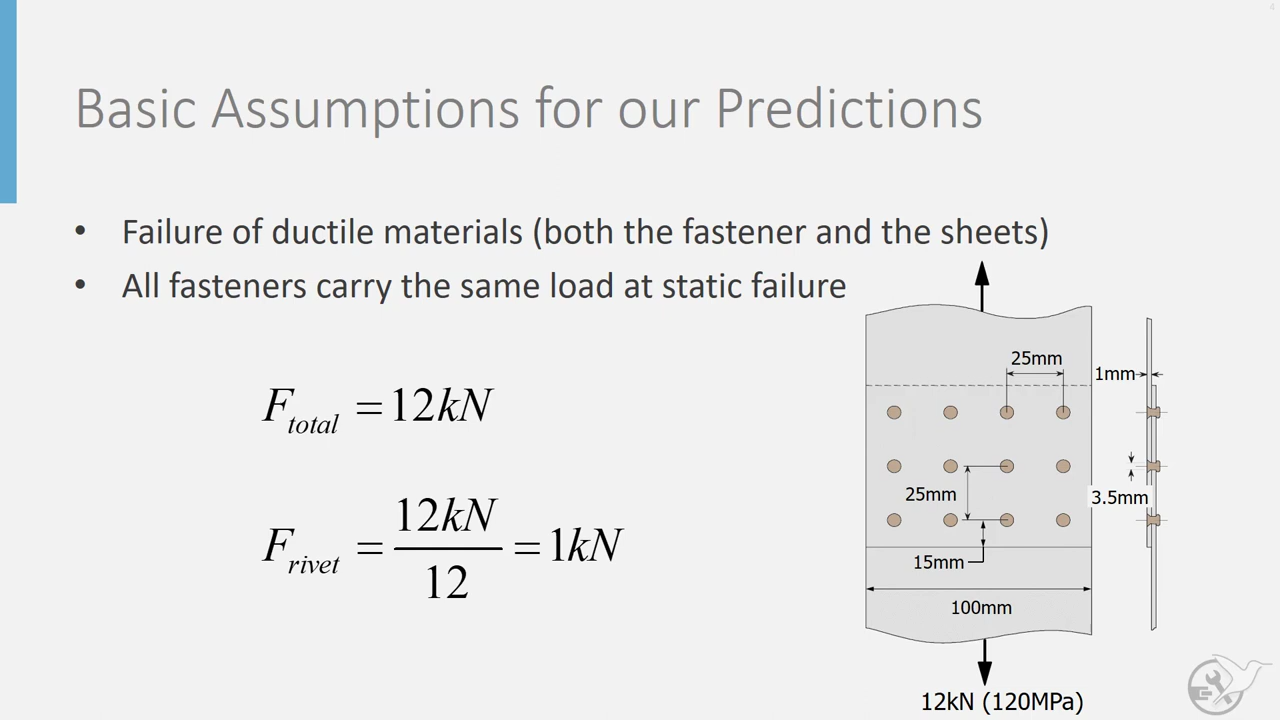 4
Basic Assumptions for our Predictions
• Failure of ductile materials (both the fastener and the sheets)
• All fasteners carry the same load at static failure
F_total = 12kN
F_rivet = 12kN/12 = 1kN
25mm
1mm
25mm
3.5mm
15mm
100mm
12kN (120MPa)